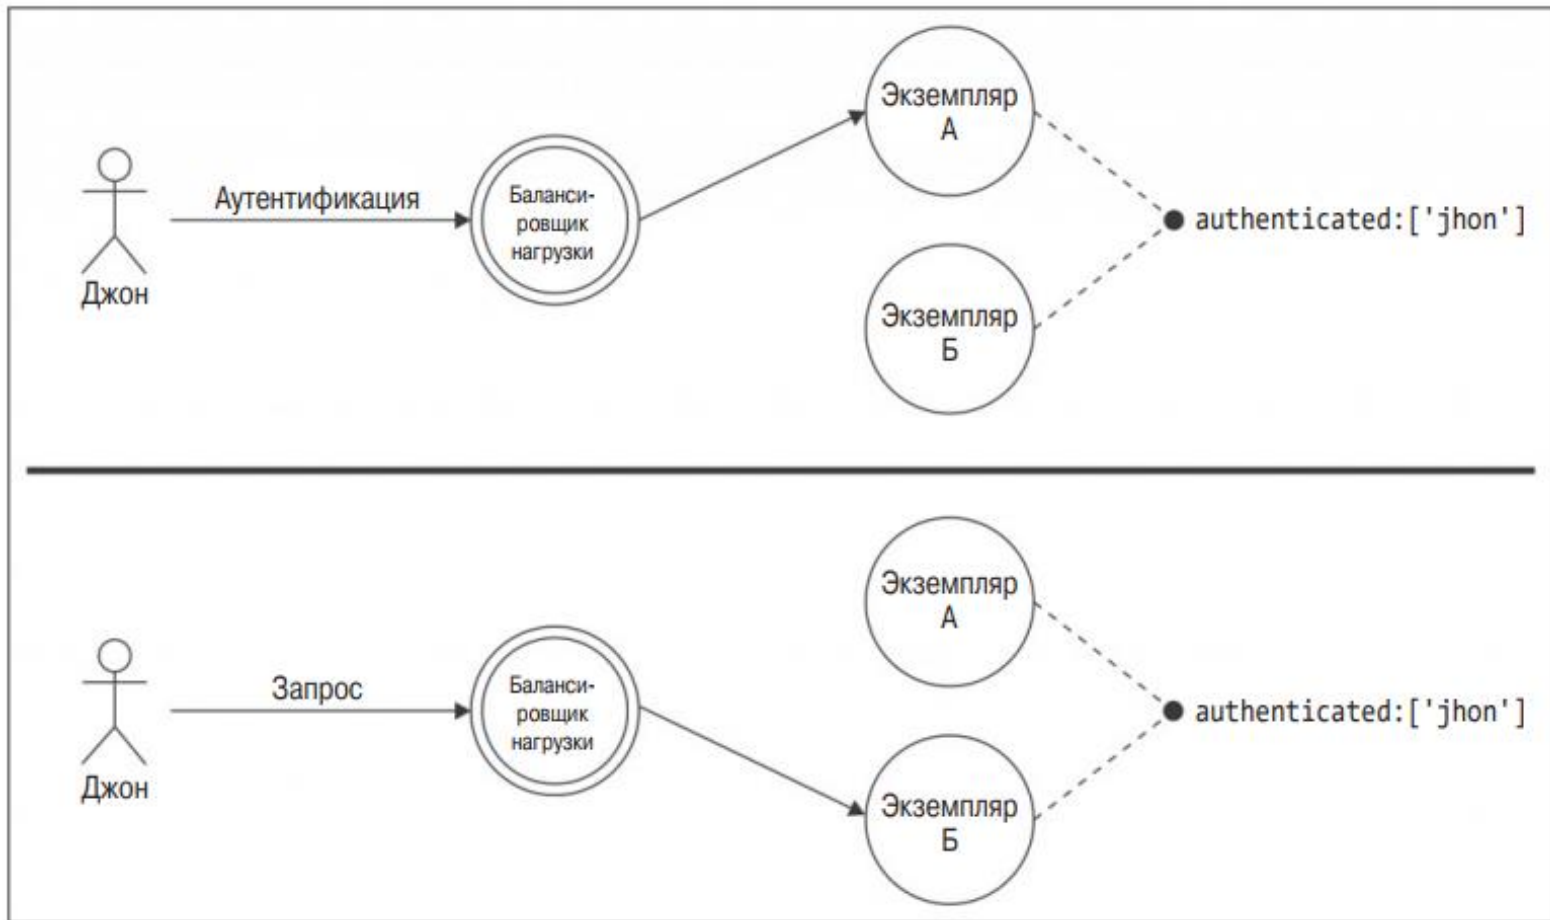 Экземпляр
А
Аутентификация
Баланси-
ровщик
нагрузки
authenticated:['jhon']
Джон
Экземпляр
Б
Экземпляр
А
Запрос
Баланси-
ровщик
нагрузки
authenticated:['jhon']
Джон
Экземпляр
Б